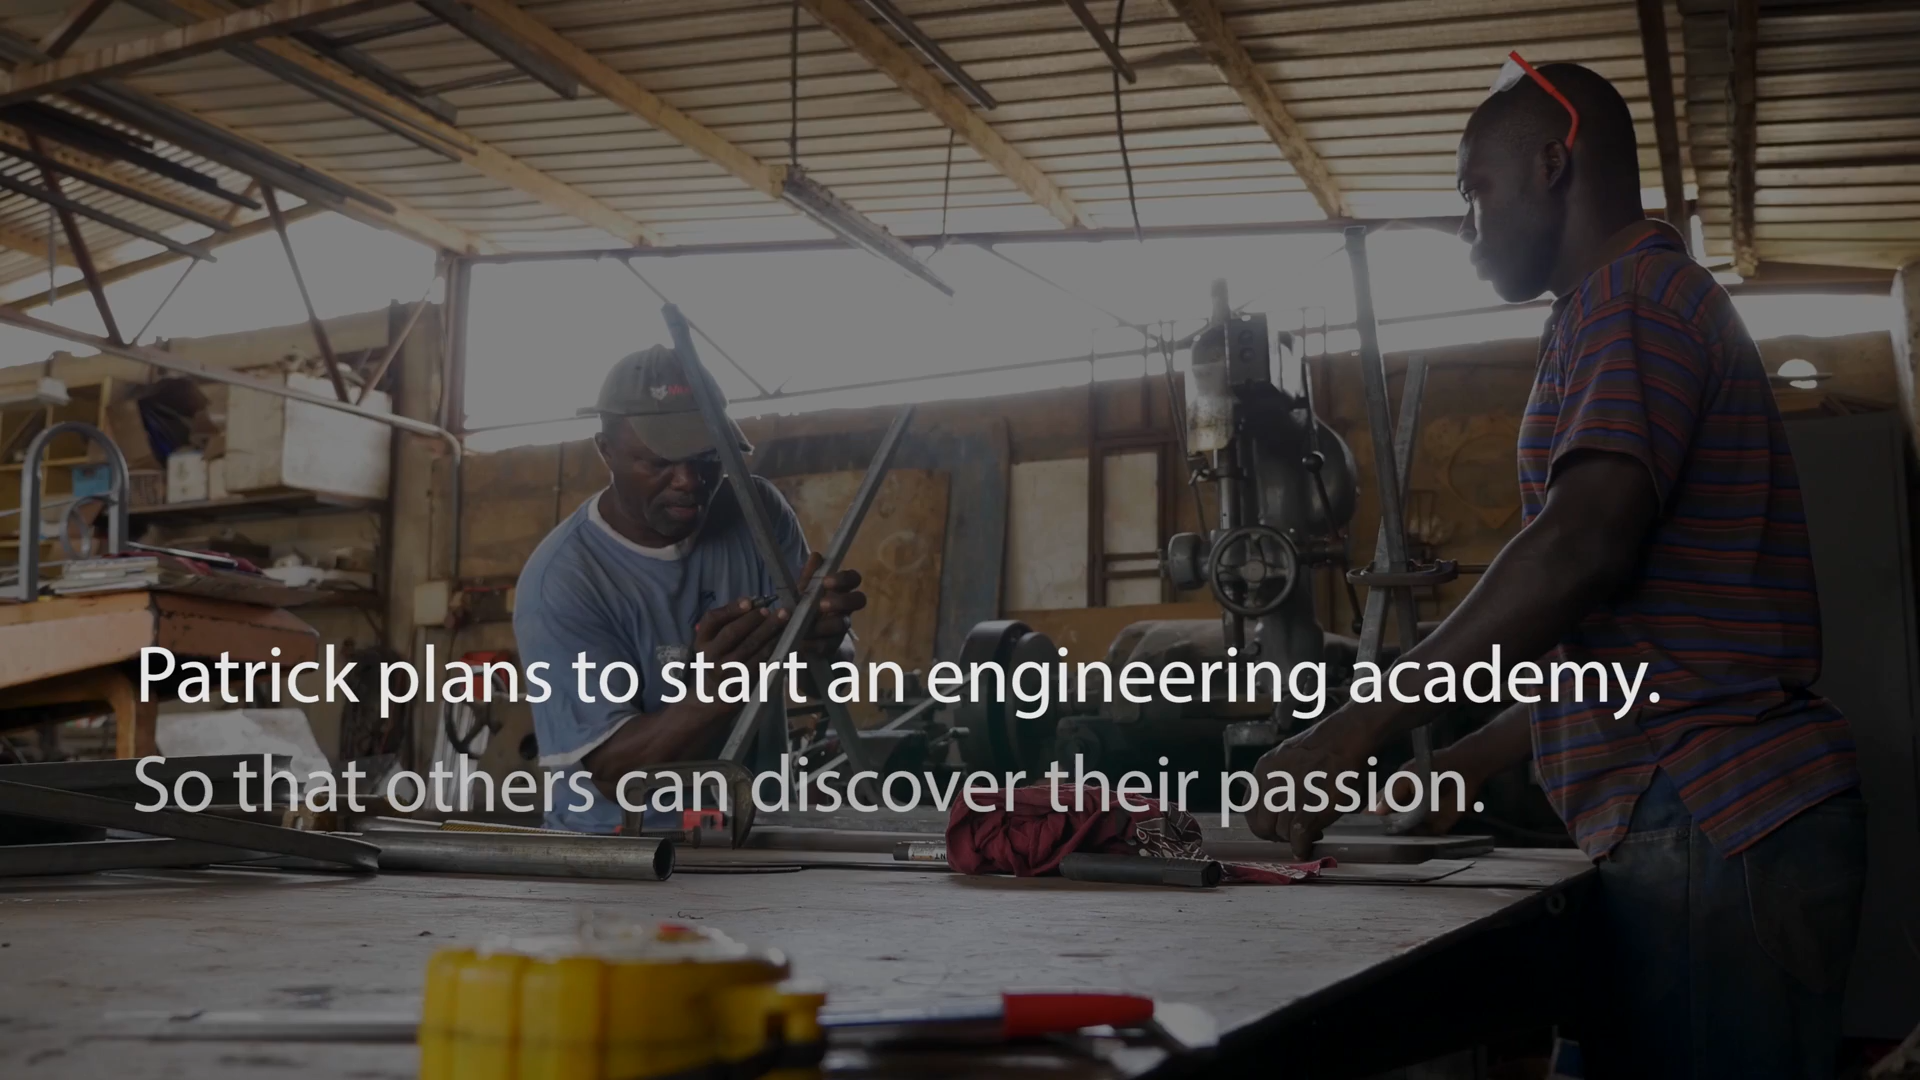 Patrick plans to start an engineering academy.
So that others can discover their passion.